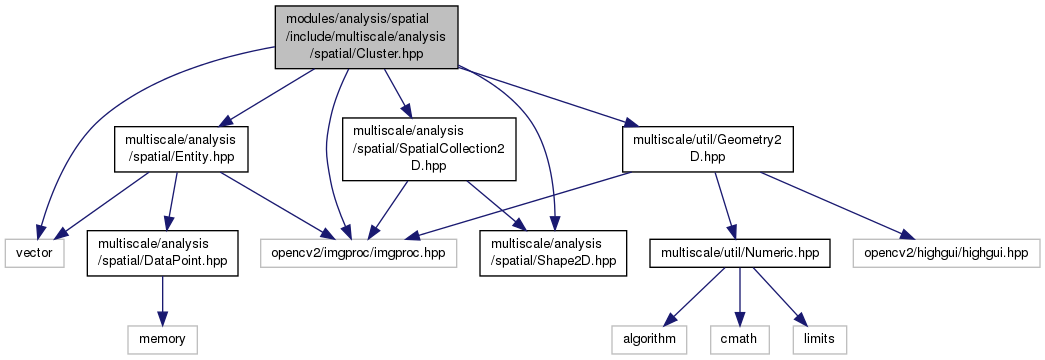 modules/analysis/spatial
/include/multiscale/analysis
/spatial/Cluster.hpp
multiscale/analysis
/spatial/Entity.hpp
multiscale/analysis
/spatial/SpatialCollection2
D.hpp
multiscale/util/Geometry2
D.hpp
vector
multiscale/analysis
/spatial/DataPoint.hpp
opencv2/imgproc/imgproc.hpp
multiscale/analysis
/spatial/Shape2D.hpp
multiscale/util/Numeric.hpp
opencv2/highgui/highgui.hpp
memory
algorithm
cmath
limits